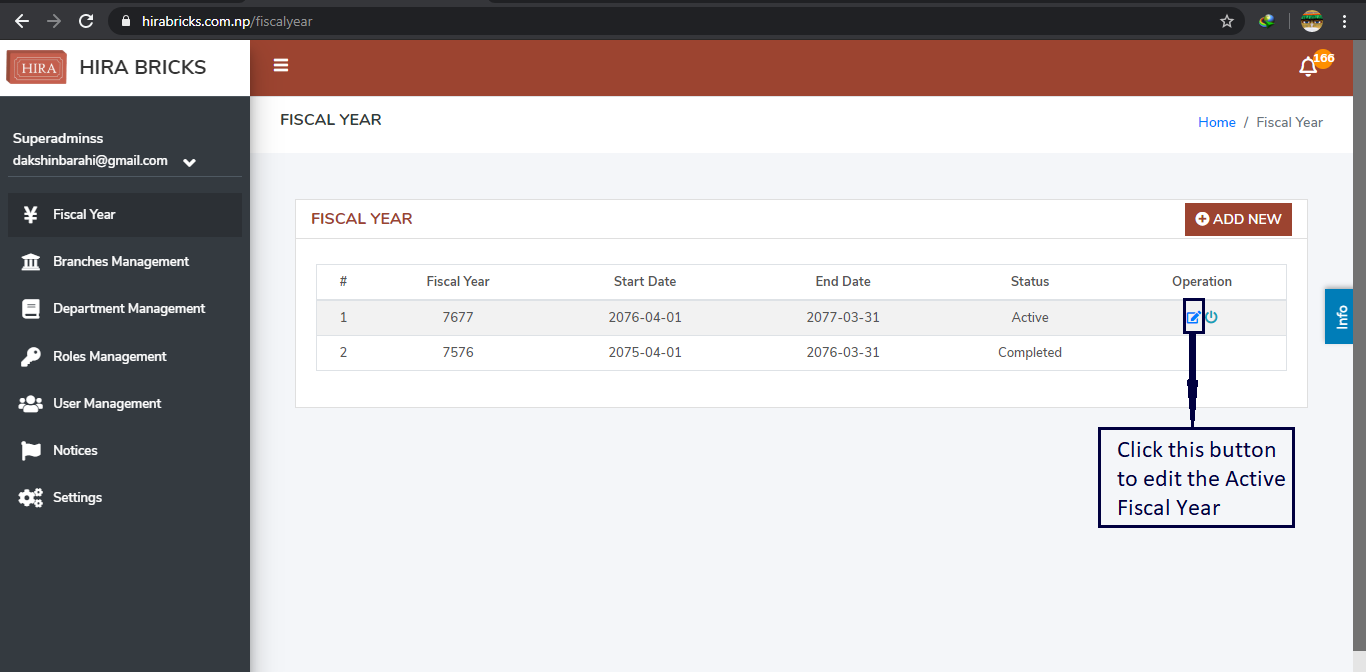 hirabricks.com.np/fiscalyear
HIRA
HIRA BRICKS
166
Superadminss
dakshinbarahi@gmail.com
Fiscal Year
Branches Management
Department Management
Roles Management
User Management
Notices
Settings
FISCAL YEAR
Home / Fiscal Year
FISCAL YEAR
ADD NEW
# Fiscal Year Start Date End Date Status Operation
1 7677 2076-04-01 2077-03-31 Active
2 7576 2075-04-01 2076-03-31 Completed
Info
Click this button
to edit the Active
Fiscal Year